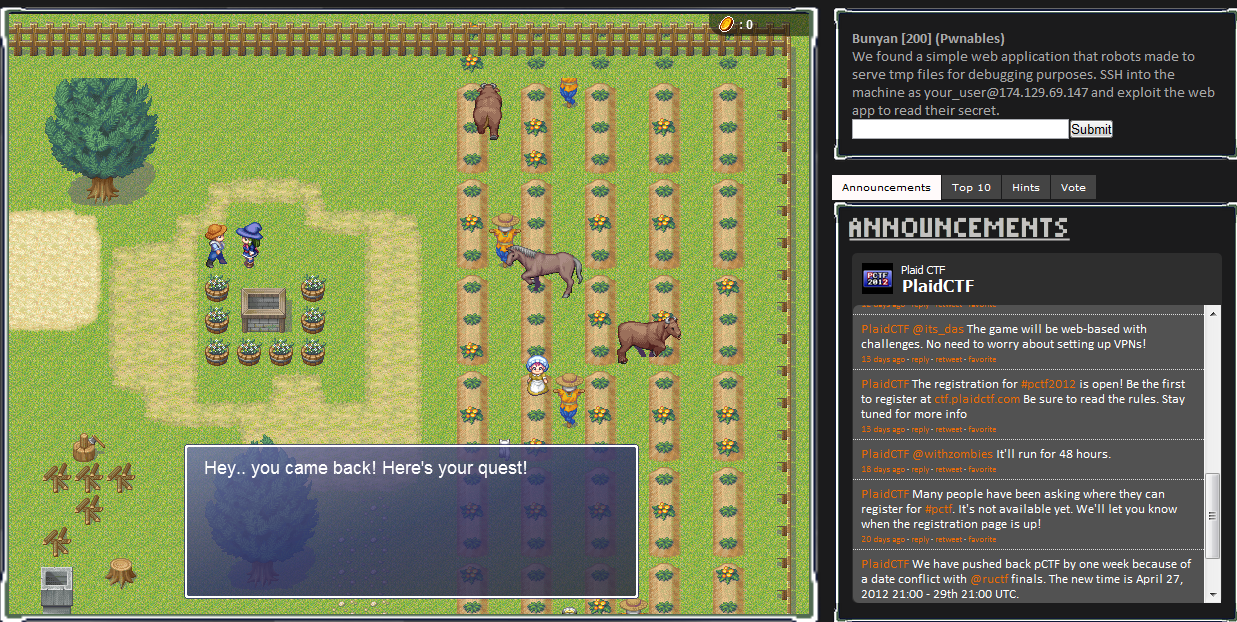 : 0
Hey.. you came back! Here's your quest!
Bunyan [200] (Pwnables)
We found a simple web application that robots made to
serve tmp files for debugging purposes. SSH into the
machine as your_user@174.129.69.147 and exploit the web
app to read their secret.
Submit
Announcements Top 10 Hints Vote
ANNOUNCEMENTS
PCTF
2012
Plaid CTF
PlaidCTF
PlaidCTF @its_das The game will be web-based with
challenges. No need to worry about setting up VPNs!
13 days ago · reply · retweet · favorite
PlaidCTF The registration for #pctf2012 is open! Be the first
to register at ctf.plaidctf.com Be sure to read the rules. Stay
tuned for more info
13 days ago · reply · retweet · favorite
PlaidCTF @withzombies It'll run for 48 hours.
18 days ago · reply · retweet · favorite
PlaidCTF Many people have been asking where they can
register for #pctf. It's not available yet. We'll let you know
when the registration page is up!
20 days ago · reply · retweet · favorite
PlaidCTF We have pushed back pCTF by one week because of
a date conflict with @ructf finals. The new time is April 27,
2012 21:00 - 29th 21:00 UTC.